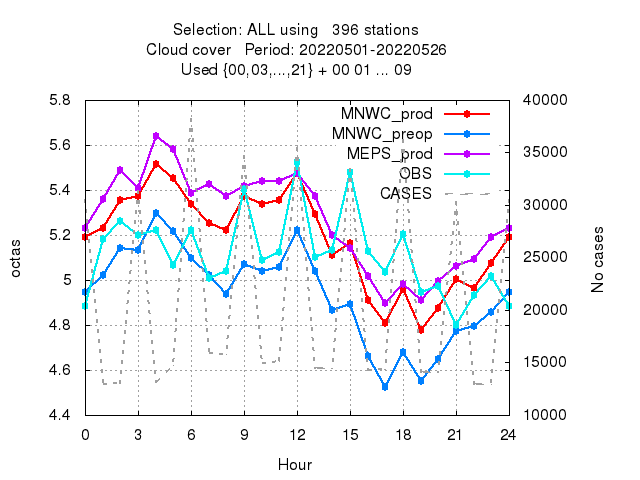 Selection: ALL using 396 stations
Cloud cover Period: 20220501-20220526
Used {00,03,...,21} + 00 01 ... 09
MNWC_prod
MNWC_preop
MEPS_prod
OBS
CASES
5.8
5.6
5.4
5.2
5
4.8
4.6
4.4
octas
40000
35000
30000
25000
20000
15000
10000
No cases
0 3 6 9 12 15 18 21 24
Hour